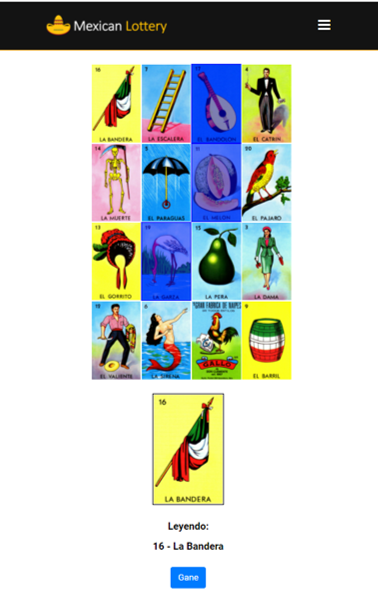 Mexican Lottery
16
LA BANDERA
7
LA ESCALERA
17
EL BANDOLON
4
EL CATRIN
14
LA MUERTE
5
EL PARAGUAS
11
EL MELON
20
EL PAJARO
13
EL GORRITO
19
LA GARZA
15
LA PERA
3
LA DAMA
10
EL VALIENTE
6
LA SIRENA
GRAN FABRICA DE NAIPES
GALLO
9
EL BARRIL
16
LA BANDERA
Leyendo:
16 - La Bandera
Gane